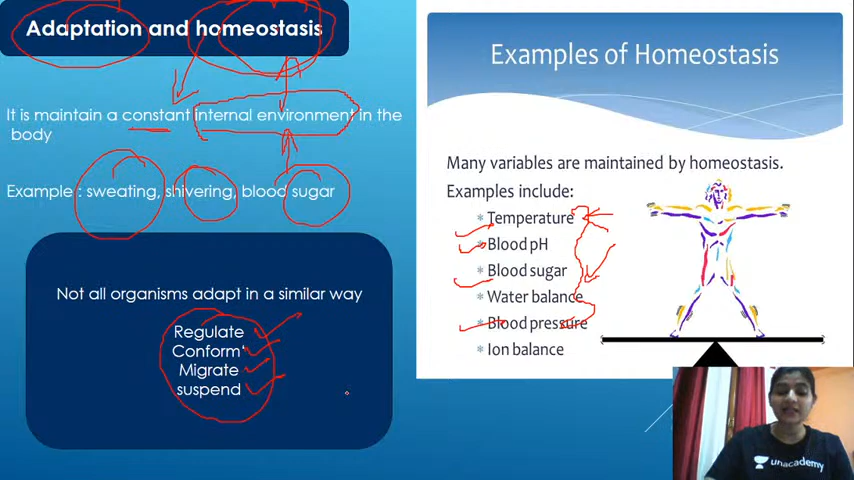 Adaptation and homeostasis
It is maintain a constant internal environment in the
body
Example : sweating, shivering, blood sugar
Not all organisms adapt in a similar way
Regulate
Conform
Migrate
suspend
Examples of Homeostasis
Many variables are maintained by homeostasis.
Examples include:
* Temperature
* Blood pH
* Blood sugar
* Water balance
* Blood pressure
* Ion balance
unacademy